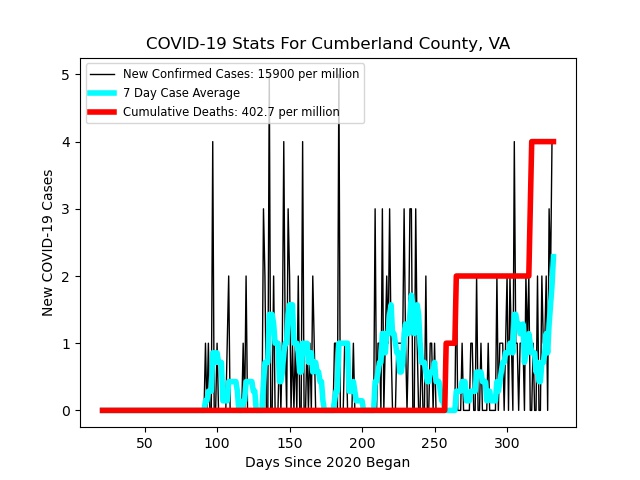 COVID-19 Stats For Cumberland County, VA
New Confirmed Cases: 15900 per million
7 Day Case Average
Cumulative Deaths: 402.7 per million
New COVID-19 Cases
5
4
3
2
1
0
50 100 150 200 250 300
Days Since 2020 Began